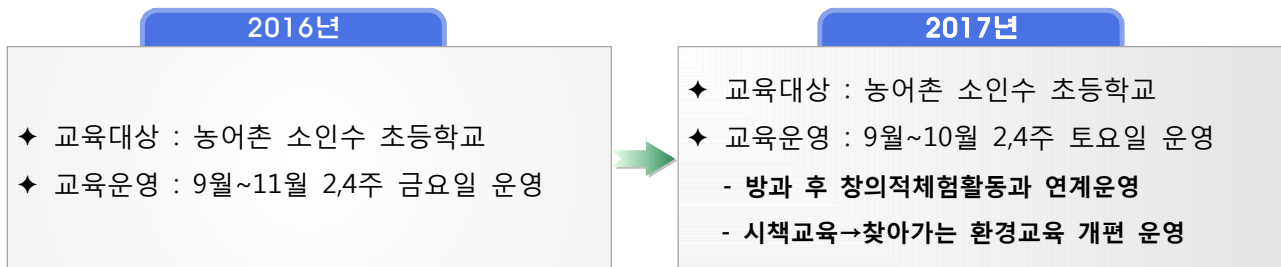 2016년
✦ 교육대상 : 농어촌 소인수 초등학교
✦ 교육운영 : 9월~11월 2,4주 금요일 운영
2017년
✦ 교육대상 : 농어촌 소인수 초등학교
✦ 교육운영 : 9월~10월 2,4주 토요일 운영
- 방과 후 창의적체험활동과 연계운영
- 시책교육→찾아가는 환경교육 개편 운영